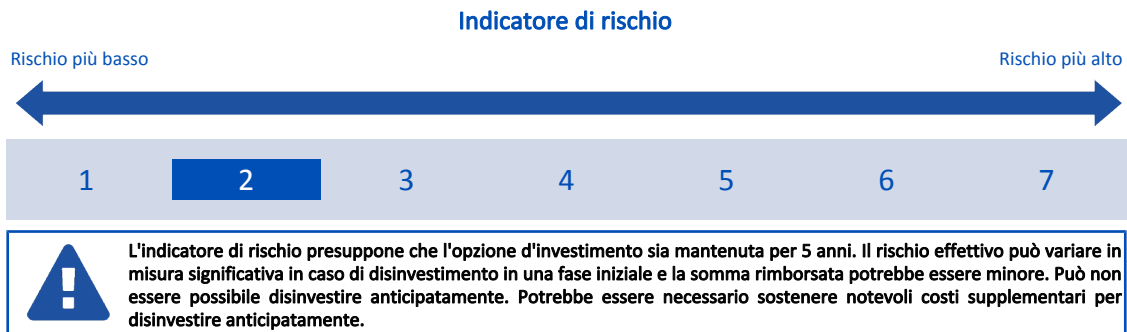 Indicatore di rischio
Rischio più basso
Rischio più alto
1 2 3 4 5 6 7
L'indicatore di rischio presuppone che l'opzione d'investimento sia mantenuta per 5 anni. Il rischio effettivo può variare in
misura significativa in caso di disinvestimento in una fase iniziale e la somma rimborsata potrebbe essere minore. Può non
essere possibile disinvestire anticipatamente. Potrebbe essere necessario sostenere notevoli costi supplementari per
disinvestire anticipatamente.